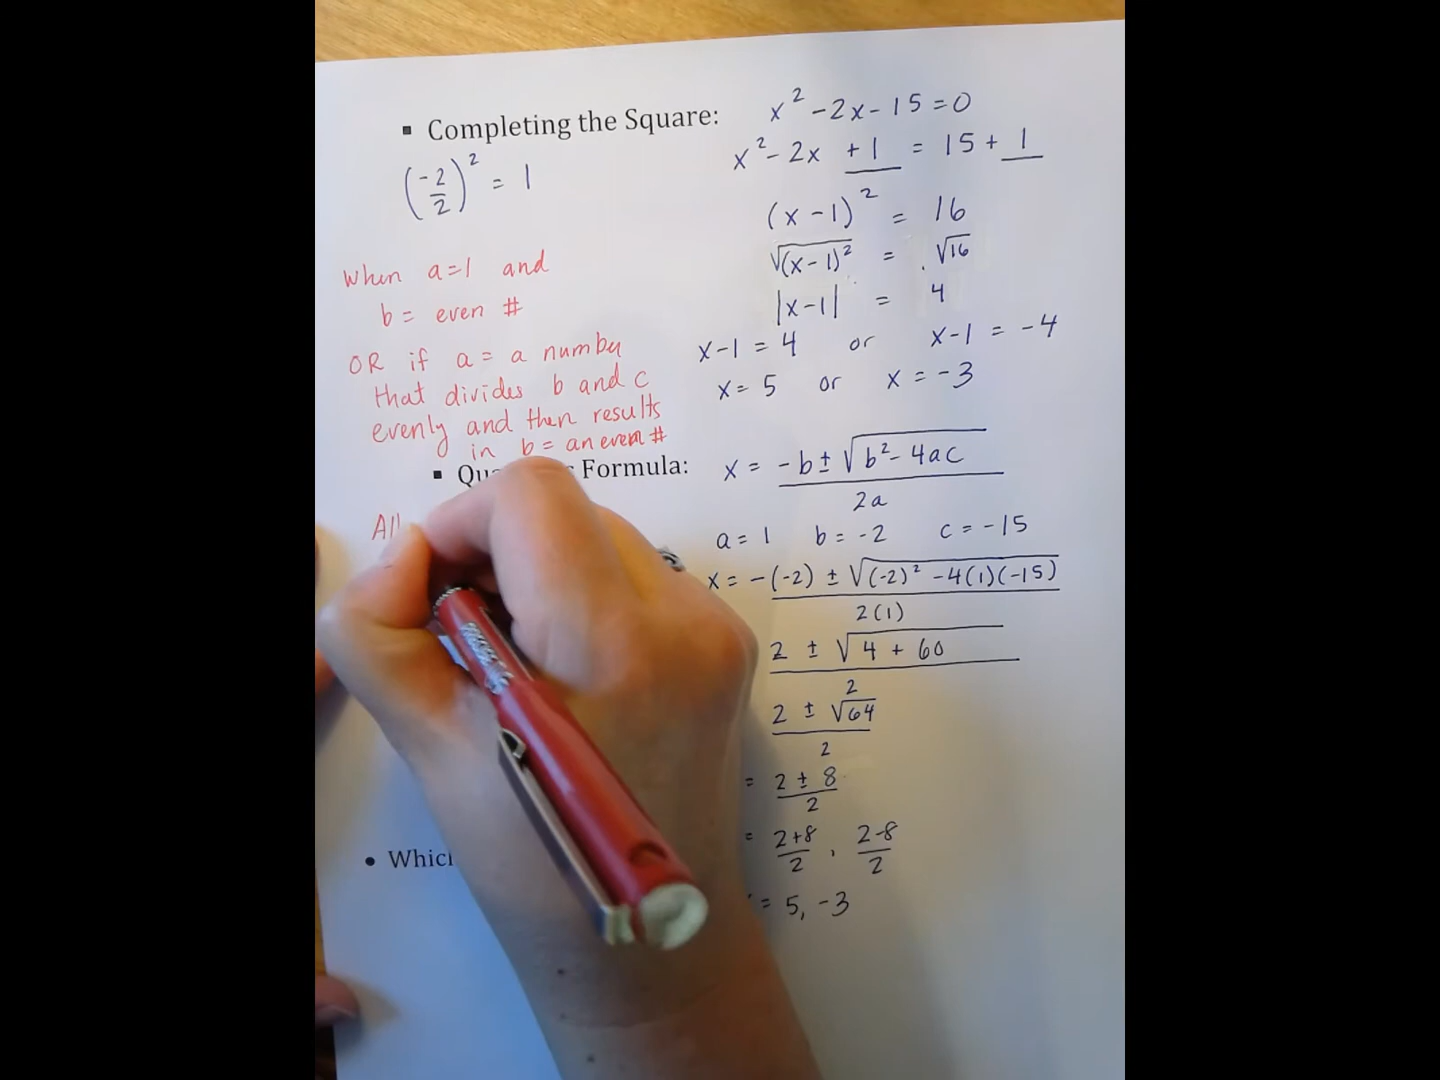 ▪ Completing the Square:
x² - 2x - 15 = 0
x² - 2x + 1 = 15 + 1
(-2/2)² = 1
(x - 1)² = 16
√(x - 1)² = √16
|x - 1| = 4
x - 1 = 4 or x - 1 = -4
x = 5 or x = -3
When a = 1 and
b = even #
OR if a = a number
that divides b and c
evenly and then results
in b = an even #
▪ Formula:
x = -b ± √b² - 4ac / 2a
All
a = 1 b = -2 c = -15
x = -(-2) ± √(-2)² - 4(1)(-15) / 2(1)
2 ± √4 + 60 / 2
2 ± √64 / 2
= 2 ± 8 / 2
= 2+8/2 , 2-8/2
= 5, -3
•